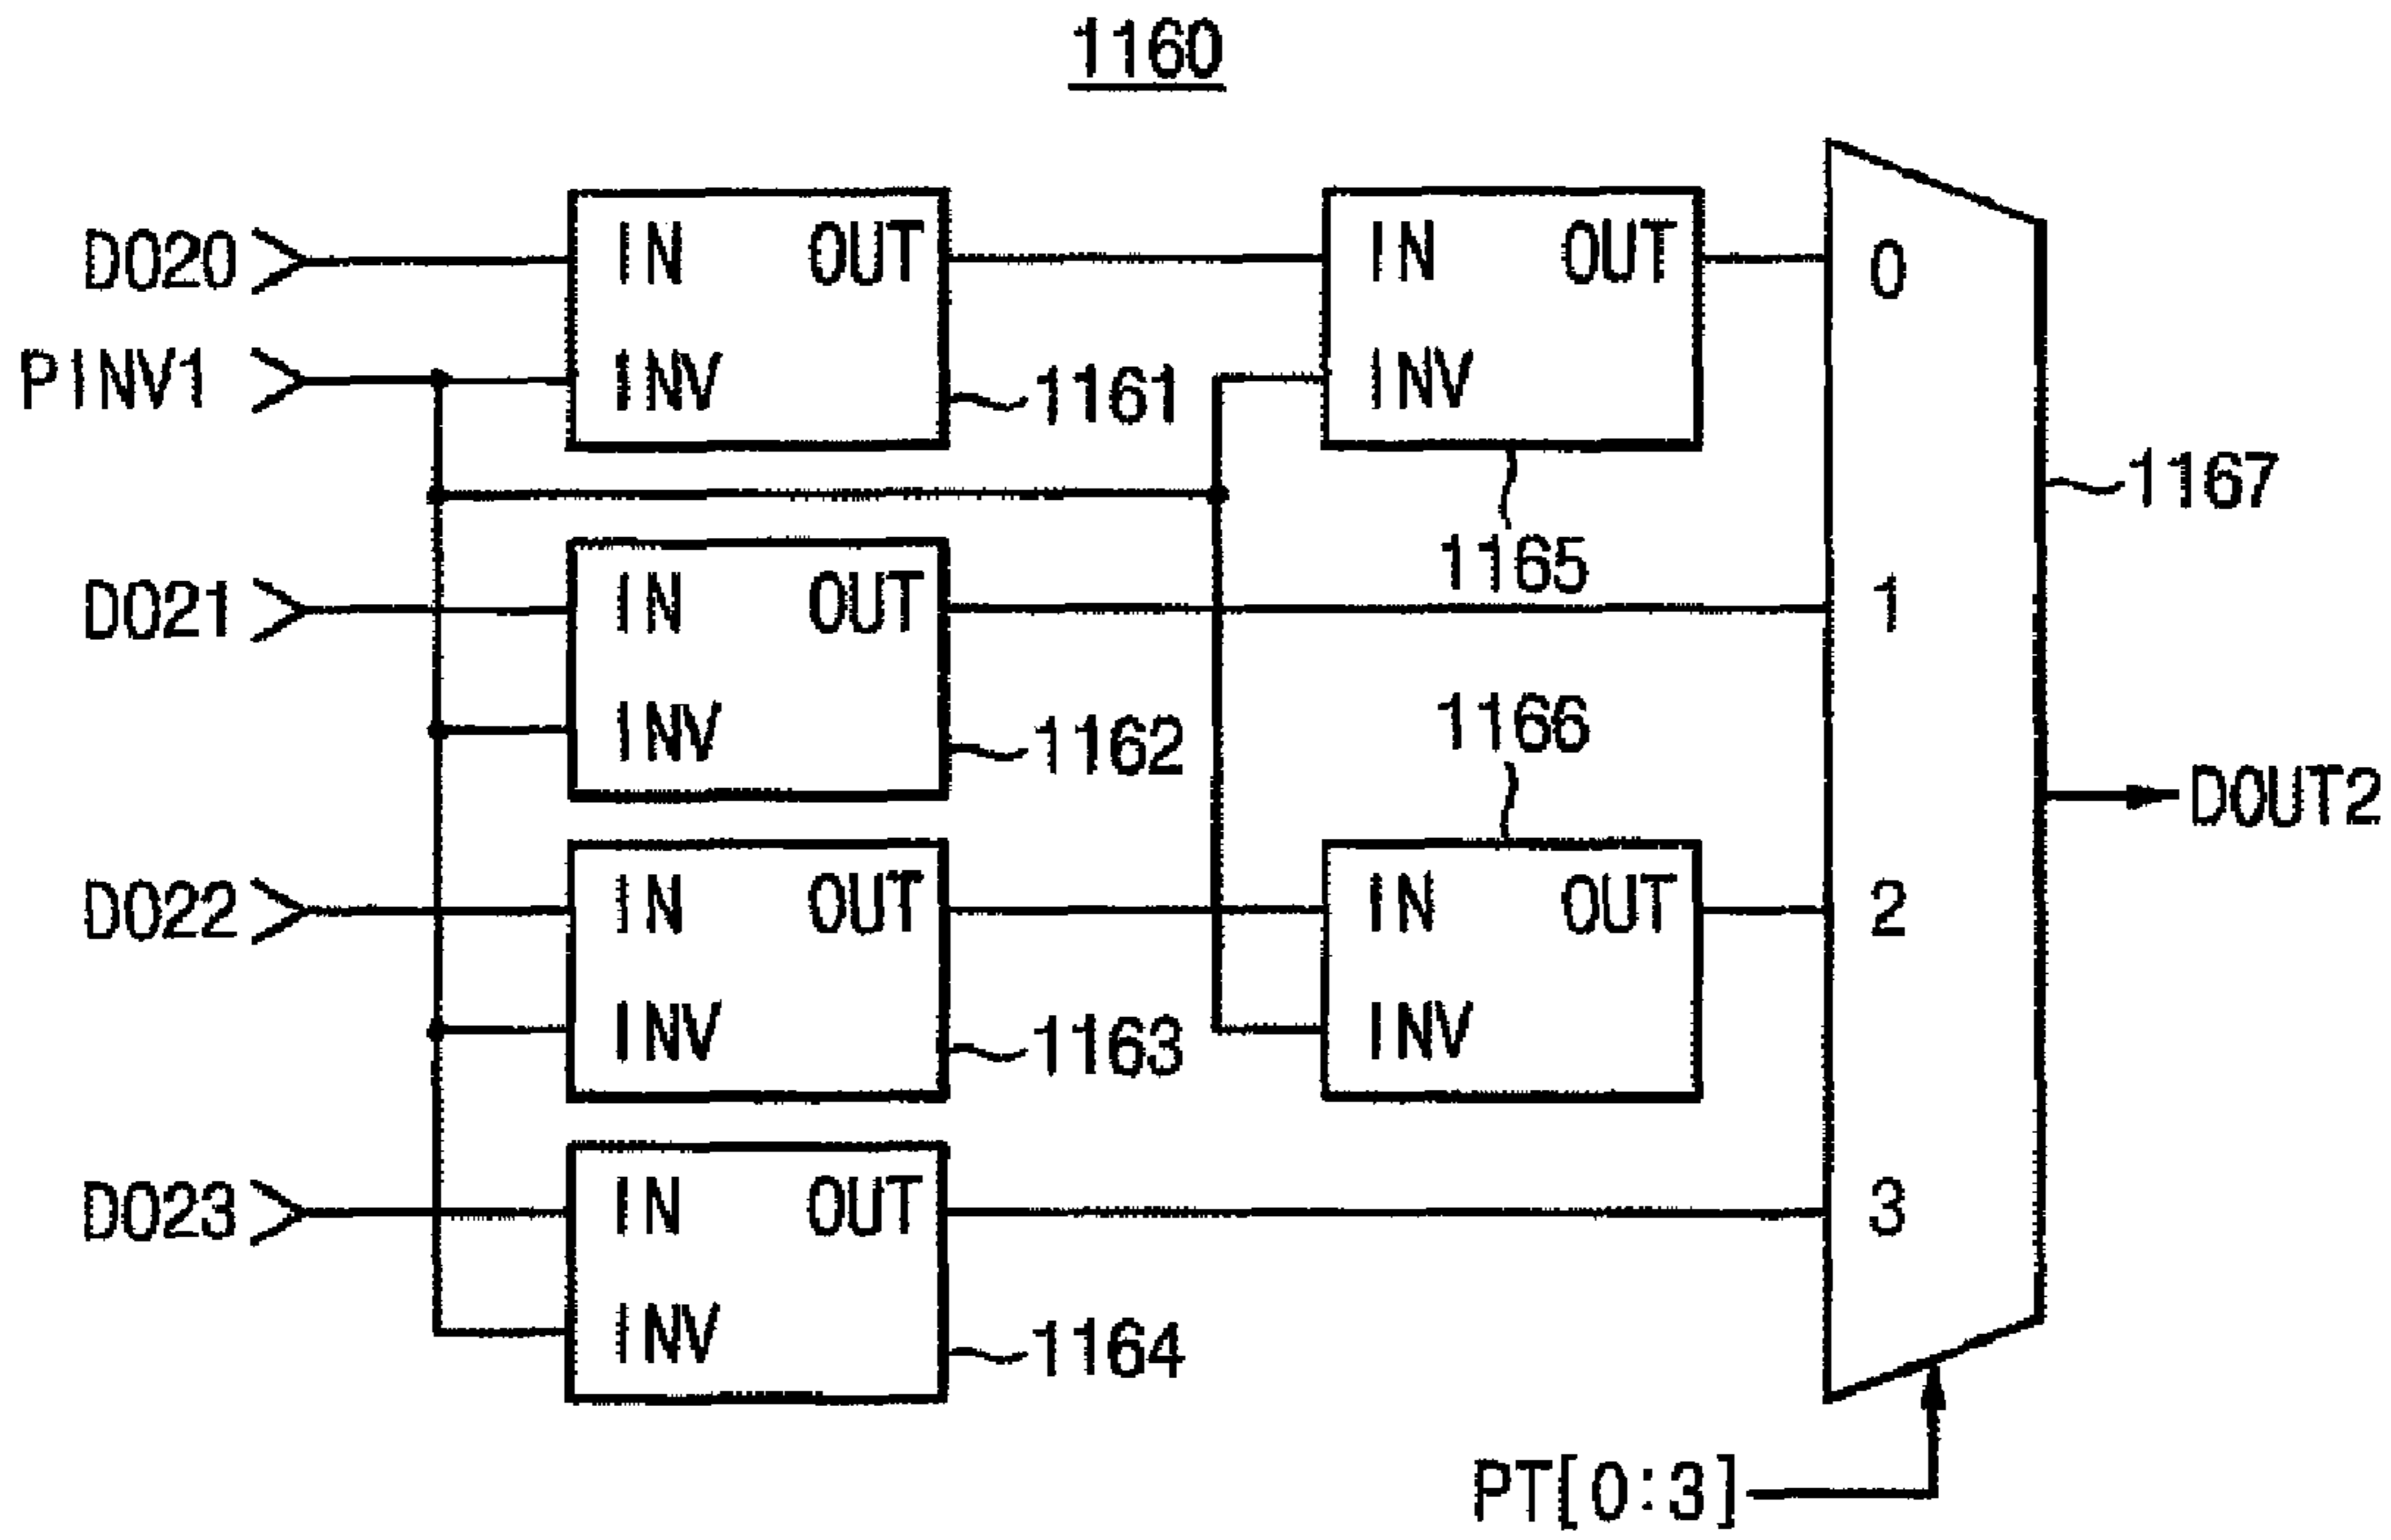 1160
DO20
IN OUT
IN OUT
0
PINV1
INV
1161
INV
1167
1165
DO21
IN OUT
1
INV
1162
1166
DOUT2
DO22
IN OUT
IN OUT
2
INV
1163
INV
DO23
IN OUT
3
INV
1164
PT[0:3]